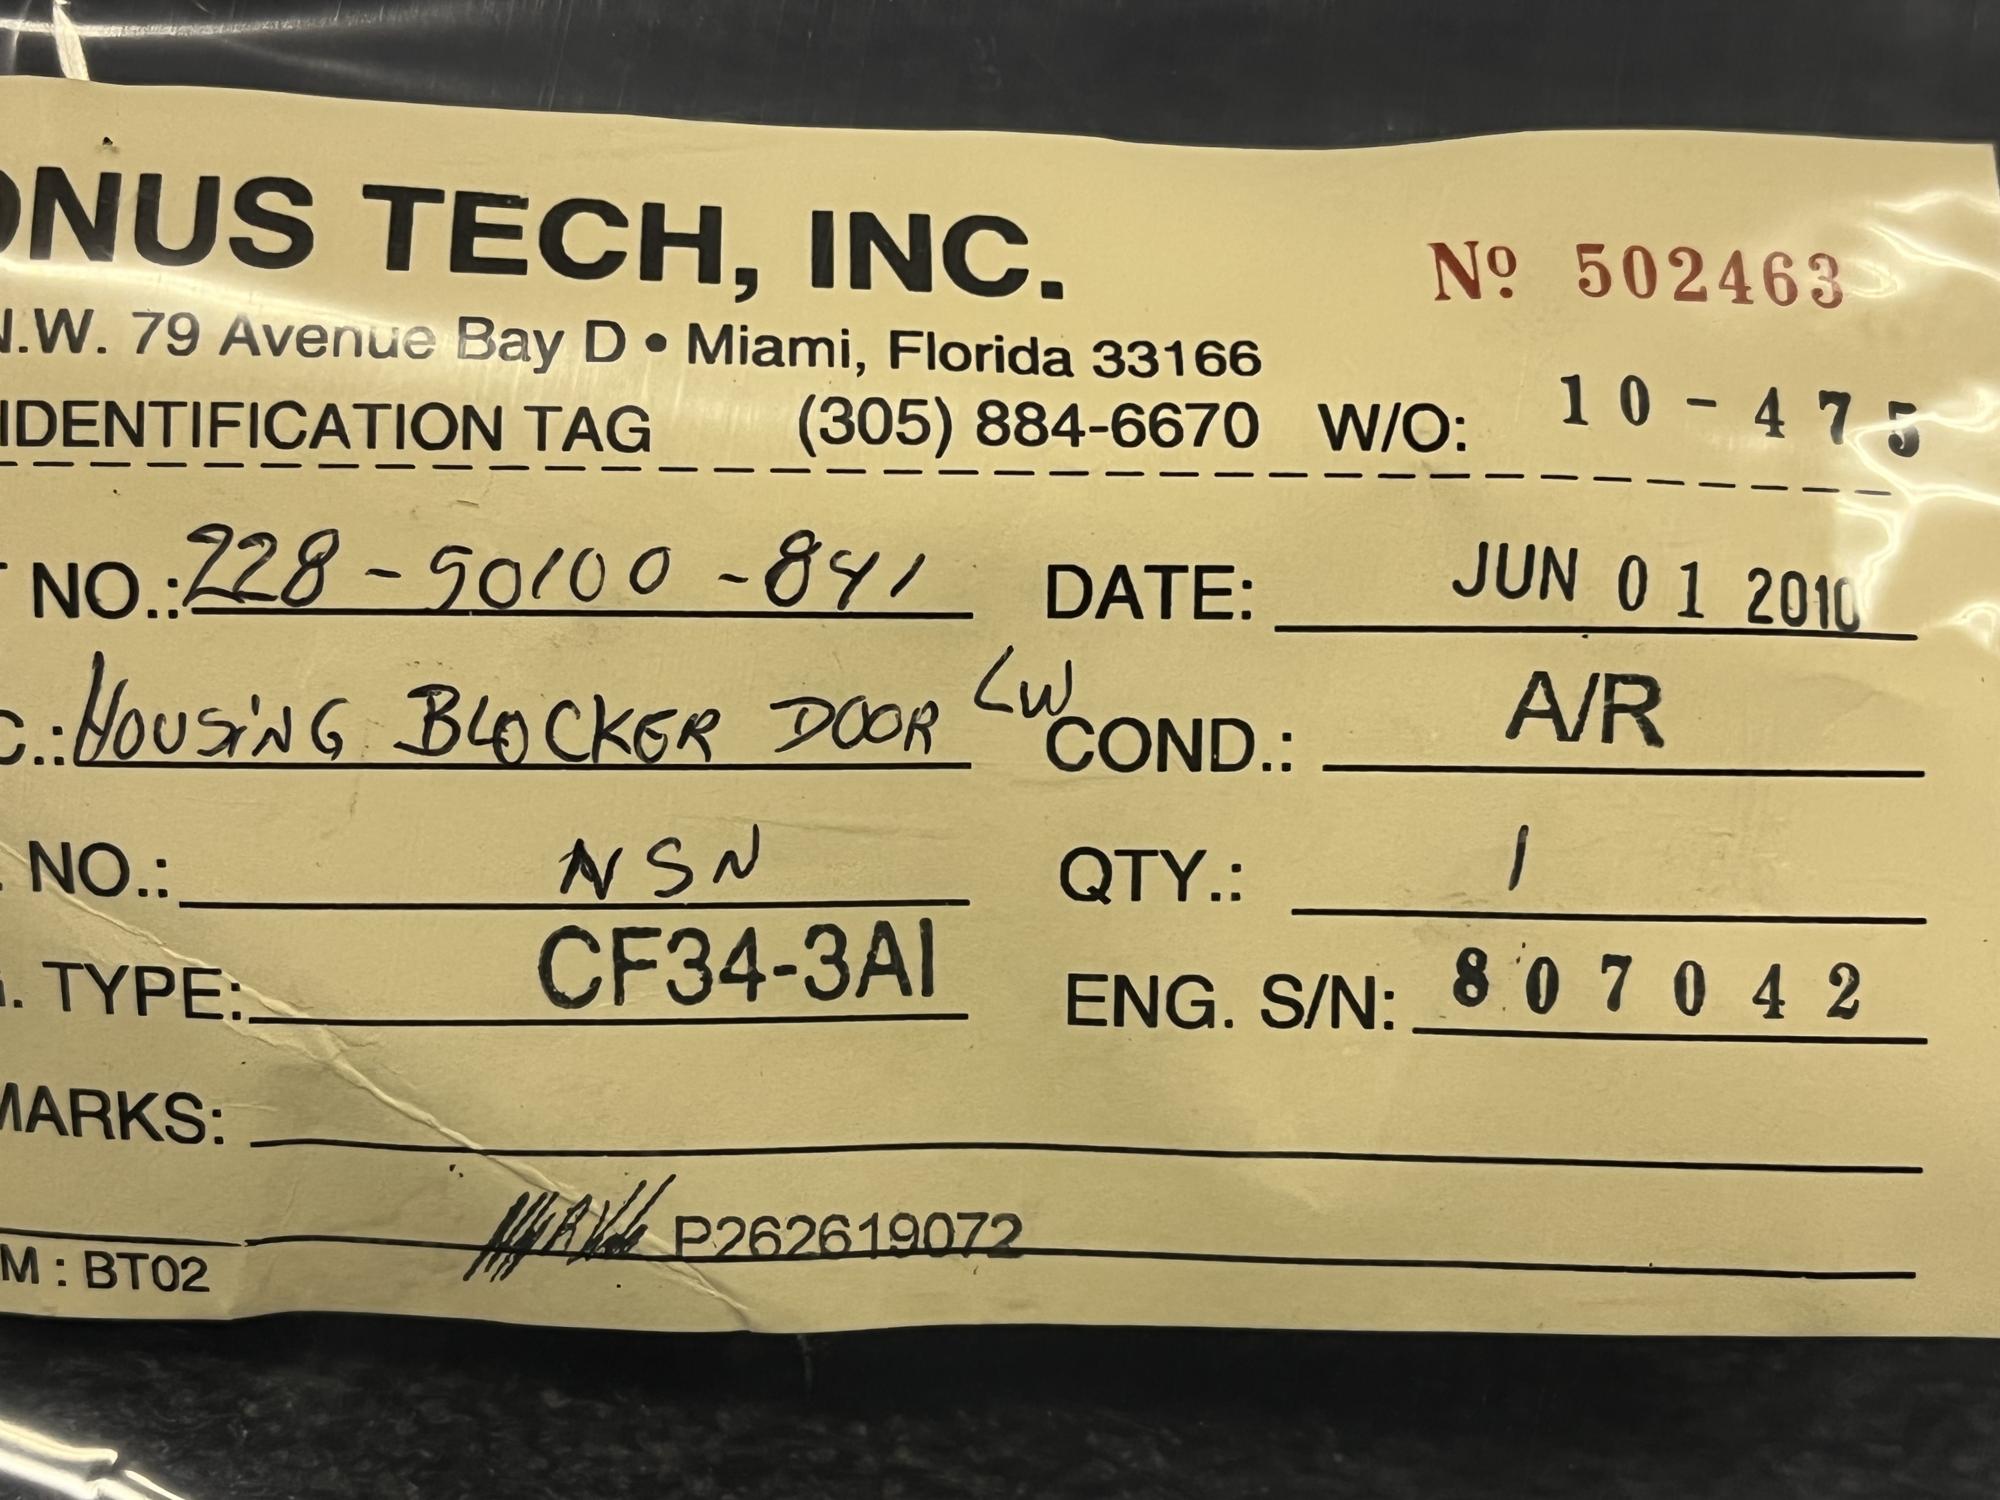 ONUS TECH, INC.
Nº 502463
N.W. 79 Avenue Bay D • Miami, Florida 33166
IDENTIFICATION TAG (305) 884-6670 W/O: 10-475
T NO.: 228-50100-841 DATE: JUN 01 2010
C.: HOUSING BLOCKER DOOR LW COND.: A/R
. NO.: NSN QTY.: 1
. TYPE: CF34-3A1 ENG. S/N: 807042
MARKS:
P262619072
M : BT02